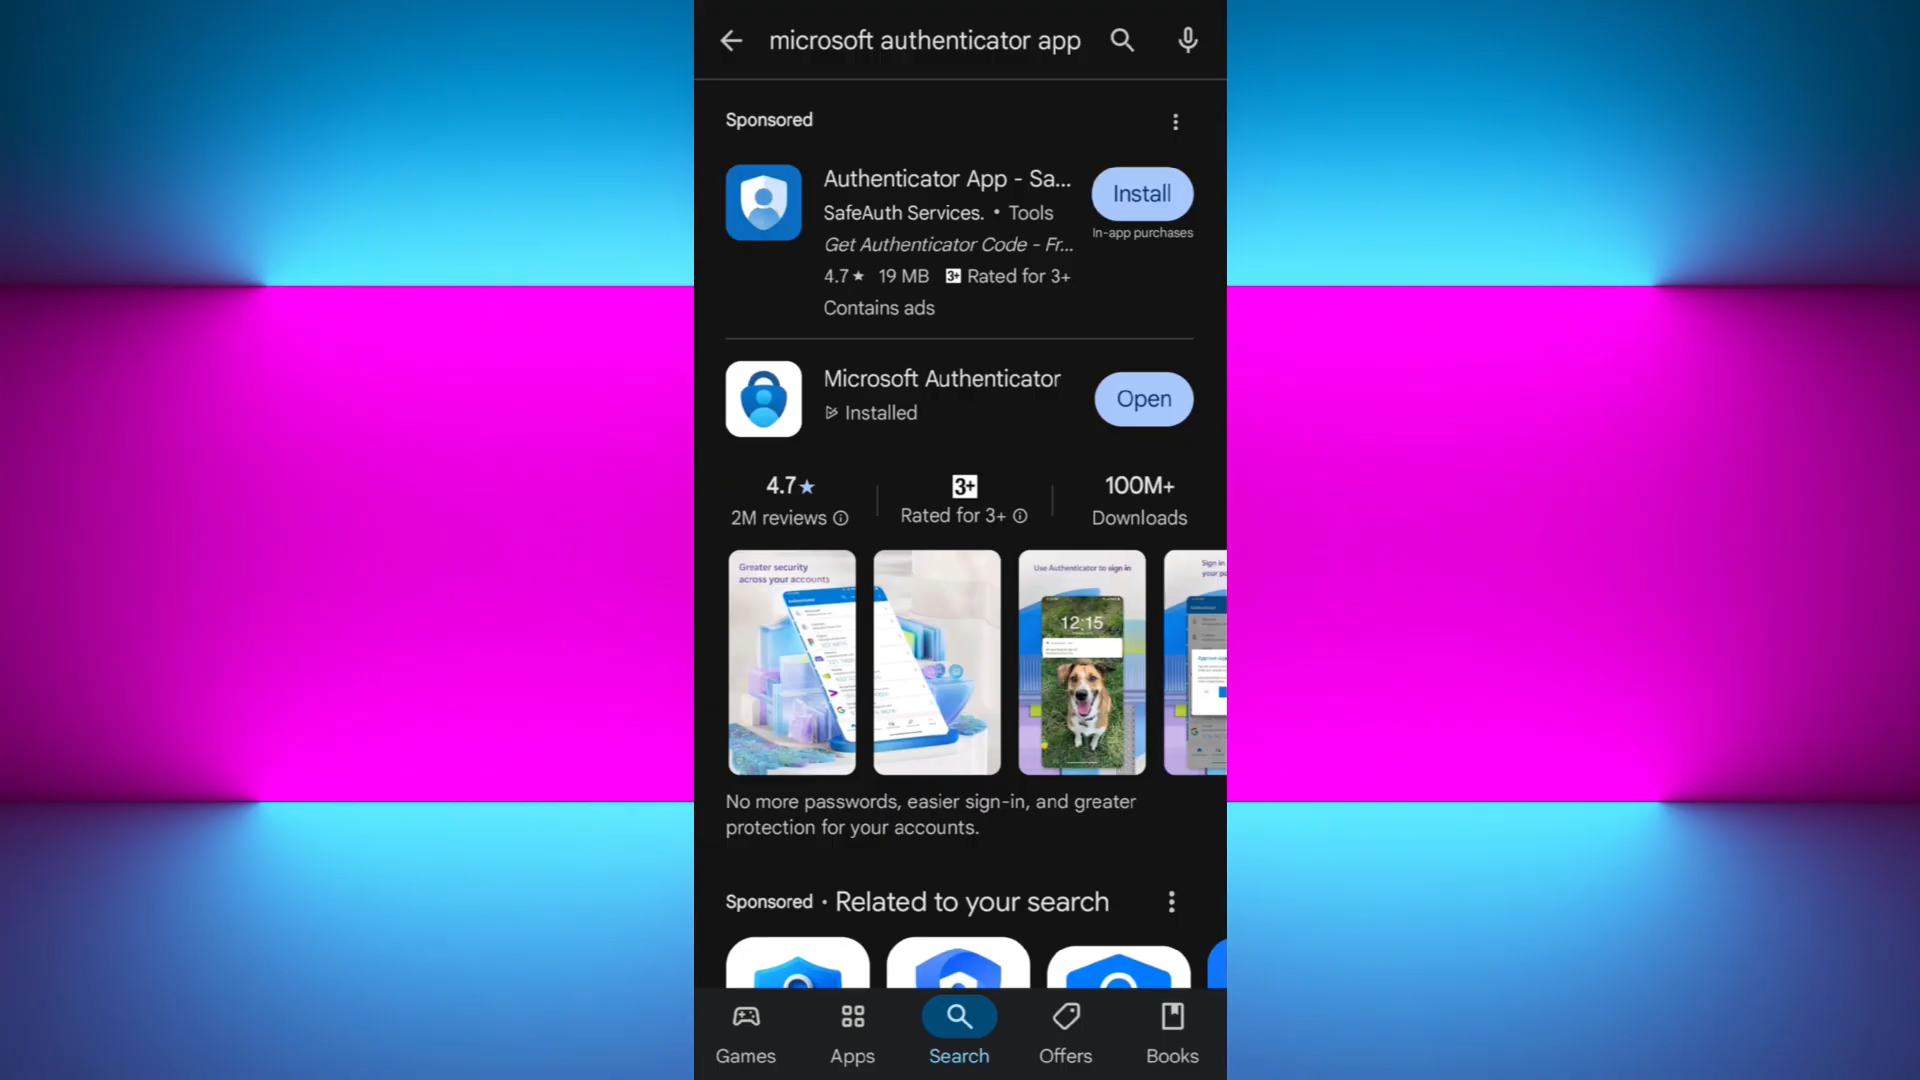 microsoft authenticator app
Sponsored
Authenticator App - Sa...
Install
SafeAuth Services. • Tools
In-app purchases
Get Authenticator Code - Fr...
4.7★ 19 MB 3+ Rated for 3+
Contains ads
Microsoft Authenticator
Installed
Open
4.7★
2M reviews
3+
Rated for 3+
100M+
Downloads
Greater security
across your accounts
Use Authenticator to sign in
12:15
Sign in
your p
No more passwords, easier sign-in, and greater
protection for your accounts.
Sponsored · Related to your search
Games
Apps
Search
Offers
Books